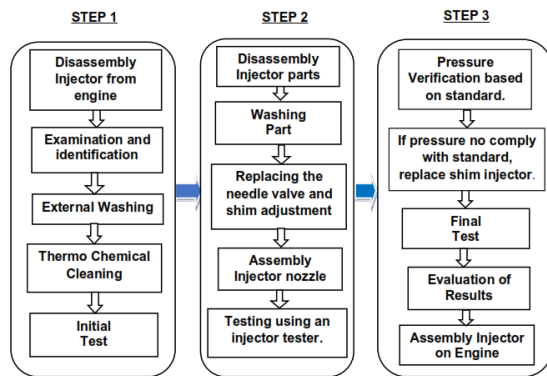 STEP 1
Disassembly
Injector from
engine
Examination and
identification
External Washing
Thermo Chemical
Cleaning
Initial
Test
STEP 2
Disassembly
Injector parts
Washing
Part
Replacing the
needle valve and
shim adjustment
Assembly
Injector nozzle
Testing using an
injector tester.
STEP 3
Pressure
Verification based
on standard.
If pressure no comply
with standard,
replace shim injector.
Final
Test
Evaluation of
Results
Assembly Injector
on Engine